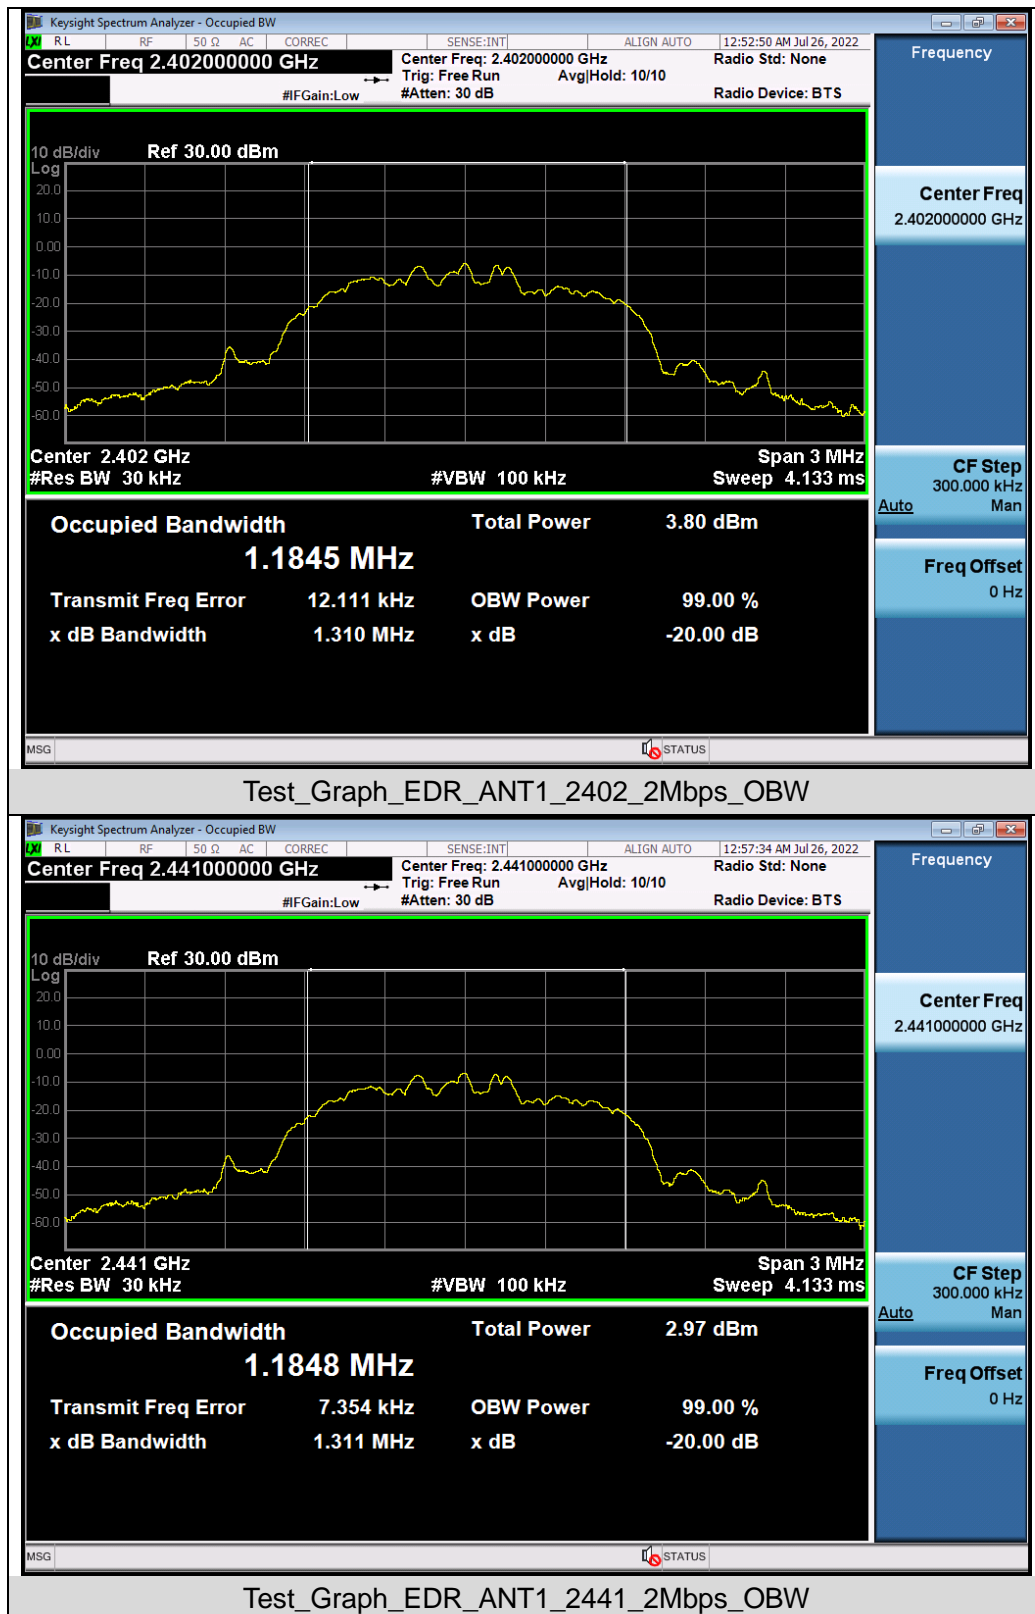 Keysight Spectrum Analyzer - Occupied BW
LXI RL RF 50 Ω AC CORREC SENSE:INT ALIGN AUTO 12:52:50 AM Jul 26, 2022
Center Freq 2.402000000 GHz
Center Freq: 2.402000000 GHz
Radio Std: None
Trig: Free Run Avg|Hold: 10/10
#IFGain:Low
#Atten: 30 dB
Radio Device: BTS
Frequency
10 dB/div Ref 30.00 dBm
Log
20.0
10.0
0.00
-10.0
-20.0
-30.0
-40.0
-50.0
-60.0
Center 2.402 GHz Span 3 MHz
#Res BW 30 kHz #VBW 100 kHz Sweep 4.133 ms
Center Freq
2.402000000 GHz
CF Step
300.000 kHz
Auto Man
Freq Offset
0 Hz
Occupied Bandwidth Total Power 3.80 dBm
1.1845 MHz
Transmit Freq Error 12.111 kHz OBW Power 99.00 %
x dB Bandwidth 1.310 MHz x dB -20.00 dB
MSG STATUS
Test_Graph_EDR_ANT1_2402_2Mbps_OBW
Keysight Spectrum Analyzer - Occupied BW
LXI RL RF 50 Ω AC CORREC SENSE:INT ALIGN AUTO 12:57:34 AM Jul 26, 2022
Center Freq 2.441000000 GHz
Center Freq: 2.441000000 GHz
Radio Std: None
Trig: Free Run Avg|Hold: 10/10
#IFGain:Low
#Atten: 30 dB
Radio Device: BTS
Frequency
10 dB/div Ref 30.00 dBm
Log
20.0
10.0
0.00
-10.0
-20.0
-30.0
-40.0
-50.0
-60.0
Center 2.441 GHz Span 3 MHz
#Res BW 30 kHz #VBW 100 kHz Sweep 4.133 ms
Center Freq
2.441000000 GHz
CF Step
300.000 kHz
Auto Man
Freq Offset
0 Hz
Occupied Bandwidth Total Power 2.97 dBm
1.1848 MHz
Transmit Freq Error 7.354 kHz OBW Power 99.00 %
x dB Bandwidth 1.311 MHz x dB -20.00 dB
MSG STATUS
Test_Graph_EDR_ANT1_2441_2Mbps_OBW